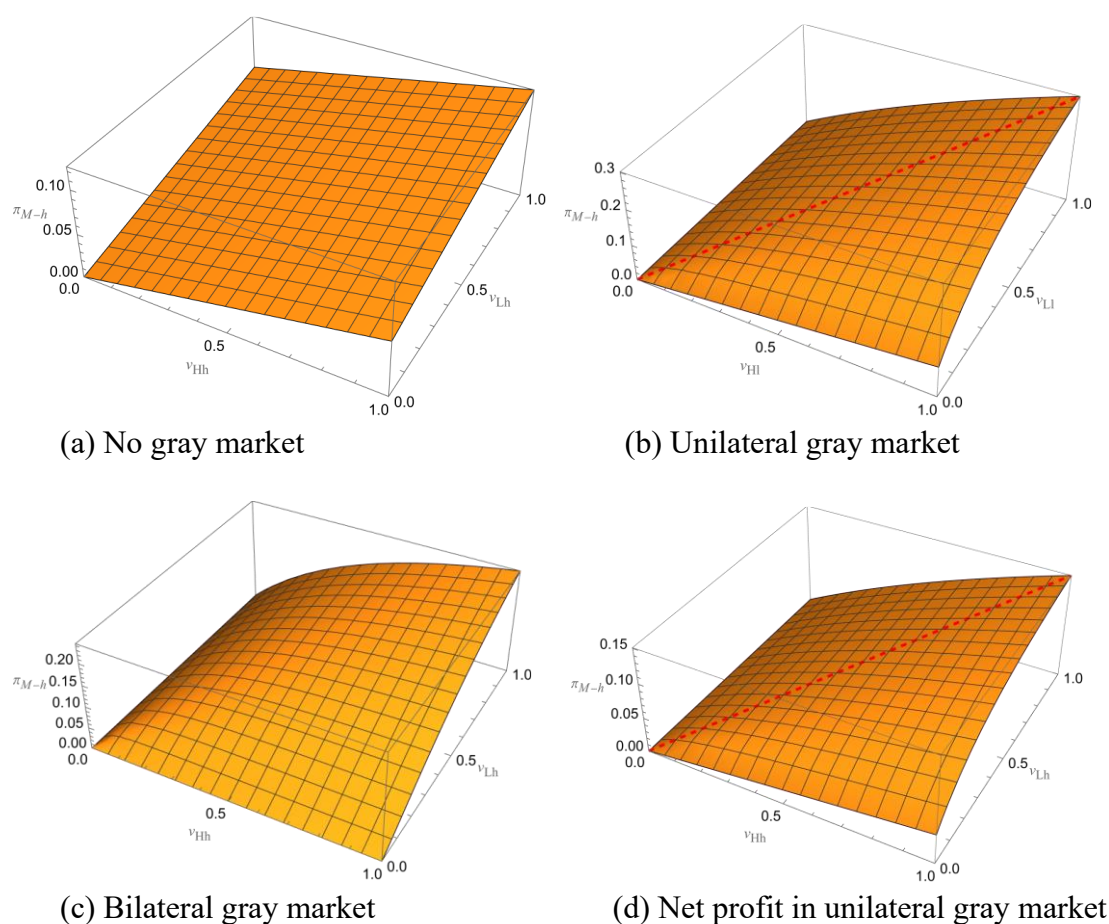 0.10
π_{M-h}
0.05
0.00
0.0
0.5
v_{Hh}
1.0
0.0
0.5
v_{Lh}
1.0
(a) No gray market
0.3
0.2
π_{M-h}
0.1
0.0
0.0
0.5
v_{Hl}
1.0
0.0
0.5
v_{Ll}
1.0
(b) Unilateral gray market
0.20
π_{M-h}
0.15
0.10
0.05
0.00
0.0
0.5
v_{Hh}
1.0
0.0
0.5
v_{Lh}
1.0
(c) Bilateral gray market
0.15
π_{M-h}
0.10
0.05
0.00
0.0
0.5
v_{Hh}
1.0
0.0
0.5
v_{Lh}
1.0
(d) Net profit in unilateral gray market